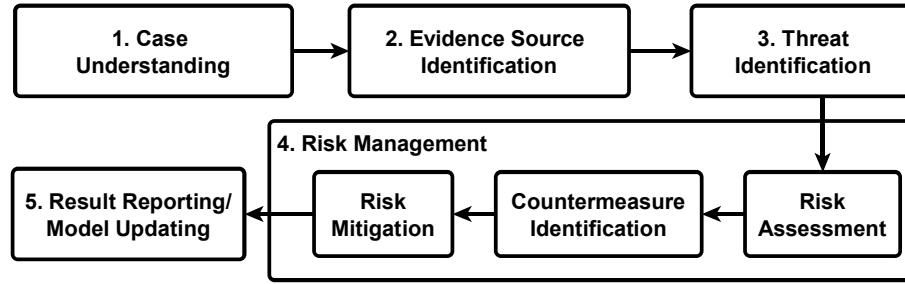 1. Case
Understanding
2. Evidence Source
Identification
3. Threat
Identification
4. Risk Management
Risk
Assessment
Countermeasure
Identification
Risk
Mitigation
5. Result Reporting/
Model Updating